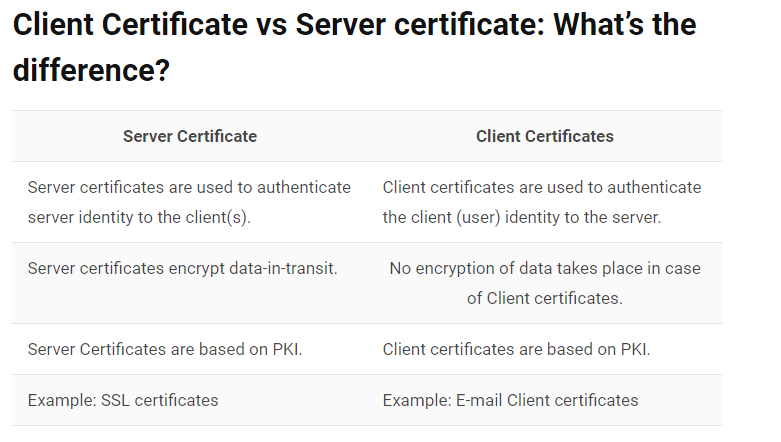 Client Certificate vs Server certificate: What’s the
difference?
Server Certificate
Client Certificates
Server certificates are used to authenticate
server identity to the client(s).
Client certificates are used to authenticate
the client (user) identity to the server.
Server certificates encrypt data-in-transit.
No encryption of data takes place in case
of Client certificates.
Server Certificates are based on PKI.
Client certificates are based on PKI.
Example: SSL certificates
Example: E-mail Client certificates